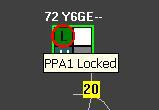 72 Y6GE--
L
PPA1 Locked
20